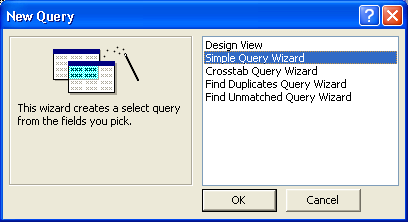 New Query
Design View
Simple Query Wizard
Crosstab Query Wizard
Find Duplicates Query Wizard
Find Unmatched Query Wizard
This wizard creates a select query
from the fields you pick.
OK
Cancel